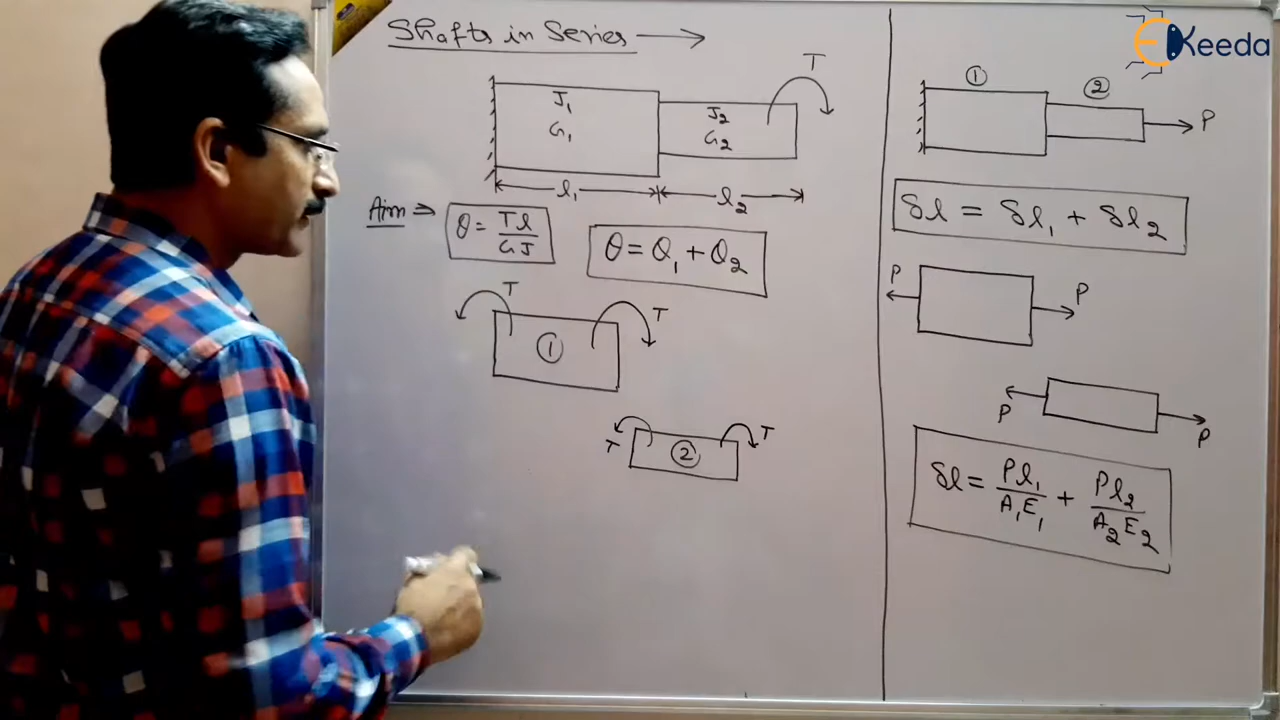 Shafts in Series →
T
J₁
G₁
J₂
G₂
l₁
l₂
Aim ⇒
θ = Tl/GJ
θ = θ₁ + θ₂
T
T
①
T
T
②
EKeeda
①
②
P
δl = δl₁ + δl₂
P
P
P
P
δl = Pl₁/A₁E₁ + Pl₂/A₂E₂